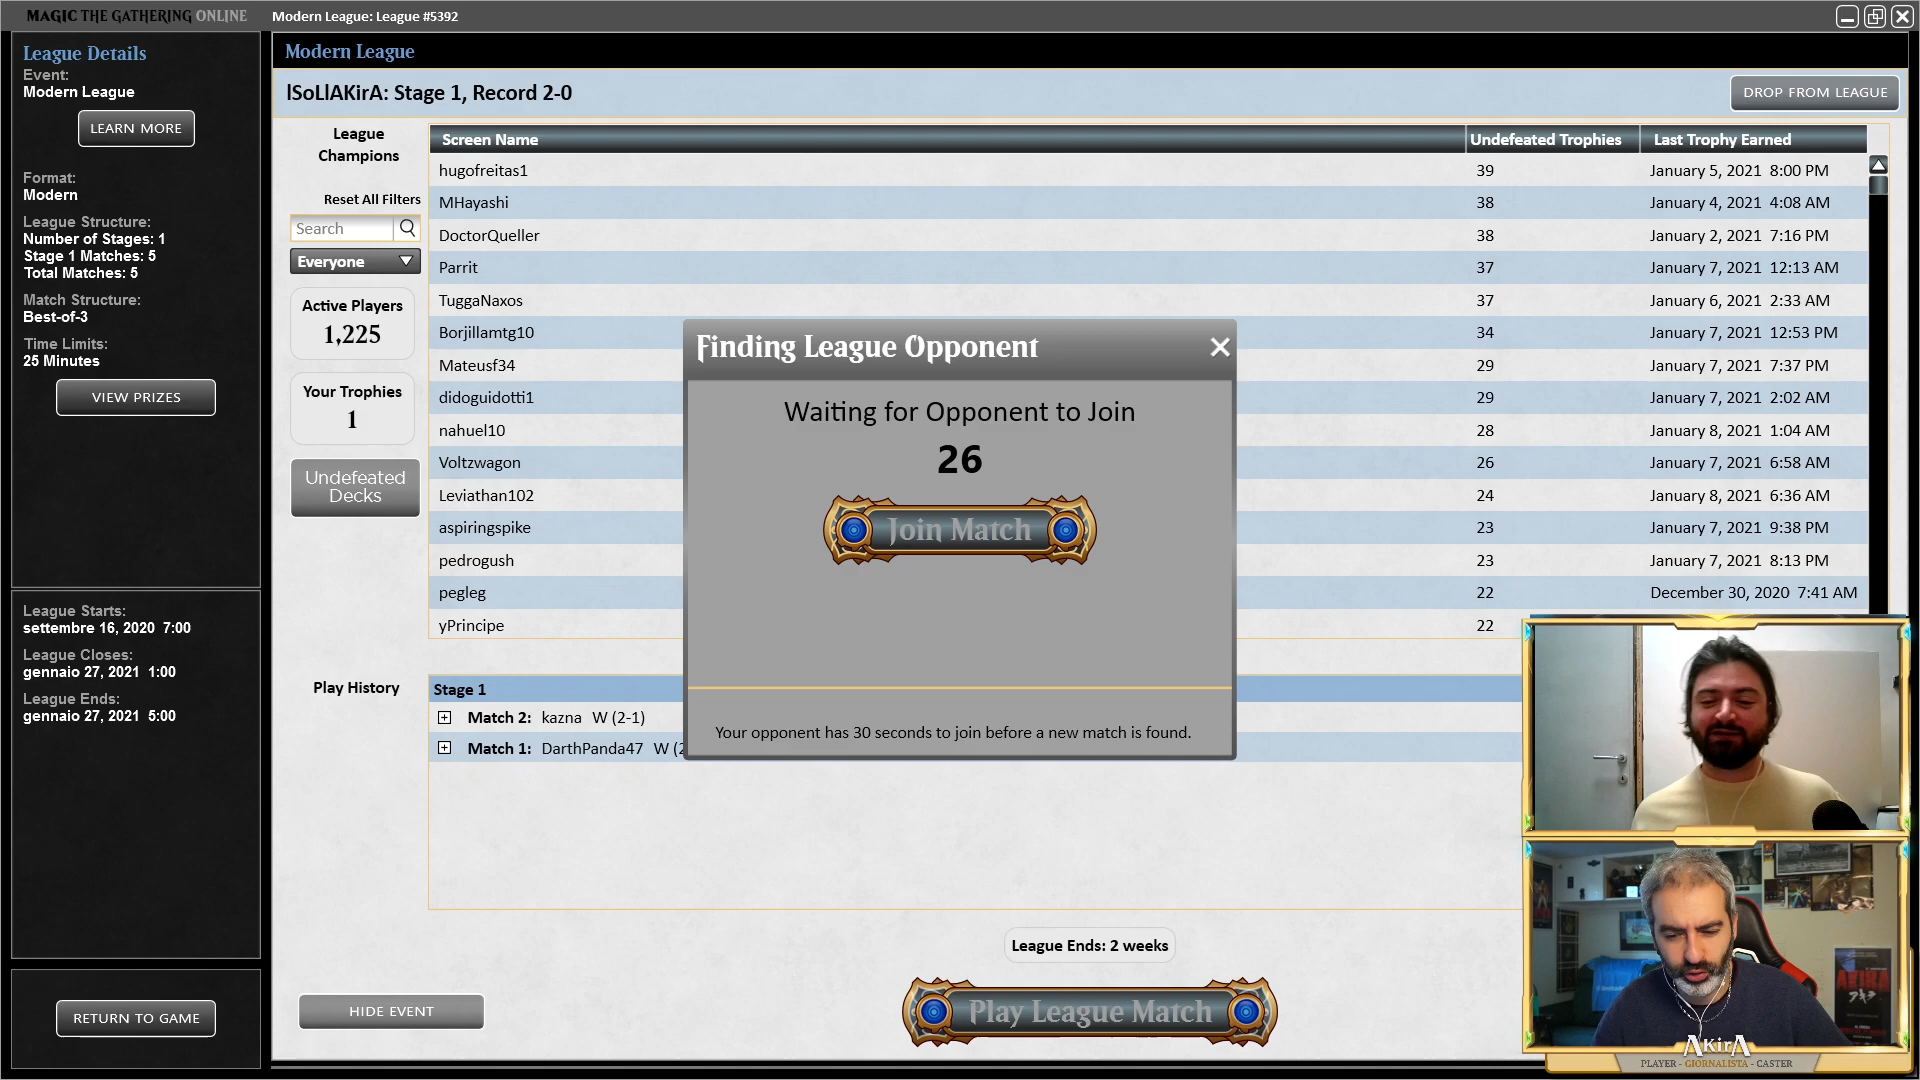 MAGIC THE GATHERING ONLINE
Modern League: League #5392
League Details
Event:
Modern League
LEARN MORE
Format:
Modern
League Structure:
Number of Stages: 1
Stage 1 Matches: 5
Total Matches: 5
Match Structure:
Best-of-3
Time Limits:
25 Minutes
VIEW PRIZES
League Starts:
settembre 16, 2020 7:00
League Closes:
gennaio 27, 2021 1:00
League Ends:
gennaio 27, 2021 5:00
RETURN TO GAME
Modern League
lSoLlAKirA: Stage 1, Record 2-0
DROP FROM LEAGUE
League
Champions
Reset All Filters
Search
Everyone
Active Players
1,225
Your Trophies
1
Undefeated
Decks
Screen Name Undefeated Trophies Last Trophy Earned
hugofreitas1 39 January 5, 2021 8:00 PM
MHayashi 38 January 4, 2021 4:08 AM
DoctorQueller 38 January 2, 2021 7:16 PM
Parrit 37 January 7, 2021 12:13 AM
TuggaNaxos 37 January 6, 2021 2:33 AM
Borjillamtg10 34 January 7, 2021 12:53 PM
Mateusf34 29 January 7, 2021 7:37 PM
didoguidotti1 29 January 7, 2021 2:02 AM
nahuel10 28 January 8, 2021 1:04 AM
Voltzwagon 26 January 7, 2021 6:58 AM
Leviathan102 24 January 8, 2021 6:36 AM
aspiringspike 23 January 7, 2021 9:38 PM
pedrogush 23 January 7, 2021 8:13 PM
pegleg 22 December 30, 2020 7:41 AM
yPrincipe 22
Finding League Opponent
Waiting for Opponent to Join
26
Join Match
Your opponent has 30 seconds to join before a new match is found.
Play History
Stage 1
Match 2: kazna W (2-1)
Match 1: DarthPanda47 W (2
League Ends: 2 weeks
HIDE EVENT
Play League Match
AKIRA
AKirA
PLAYER - GIORNALISTA - CASTER